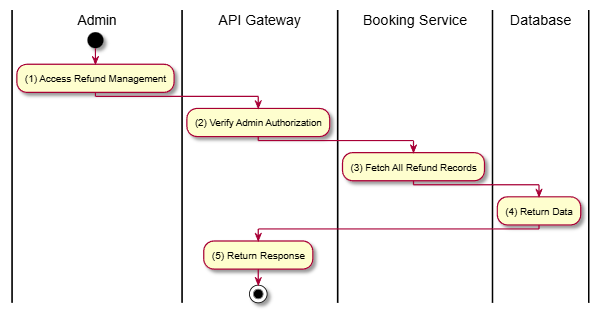 Admin
API Gateway
Booking Service
Database
(1) Access Refund Management
(2) Verify Admin Authorization
(3) Fetch All Refund Records
(4) Return Data
(5) Return Response